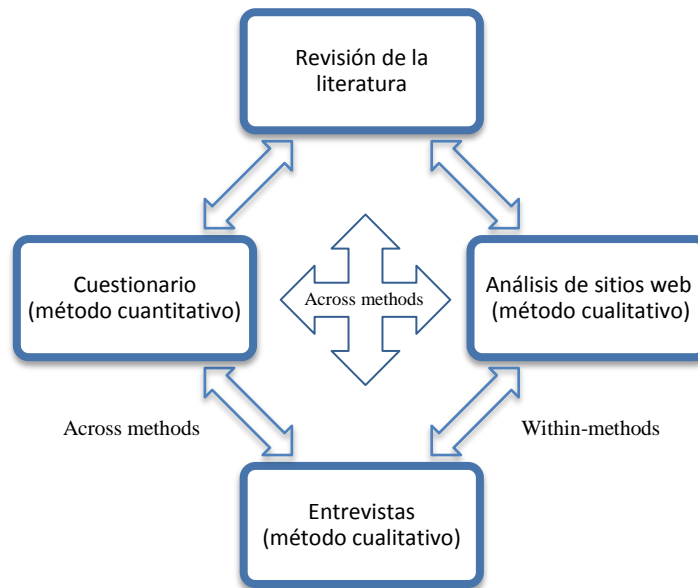 Revisión de la
literatura
Cuestionario
(método cuantitativo)
Across methods
Análisis de sitios web
(método cualitativo)
Across methods
Within-methods
Entrevistas
(método cualitativo)